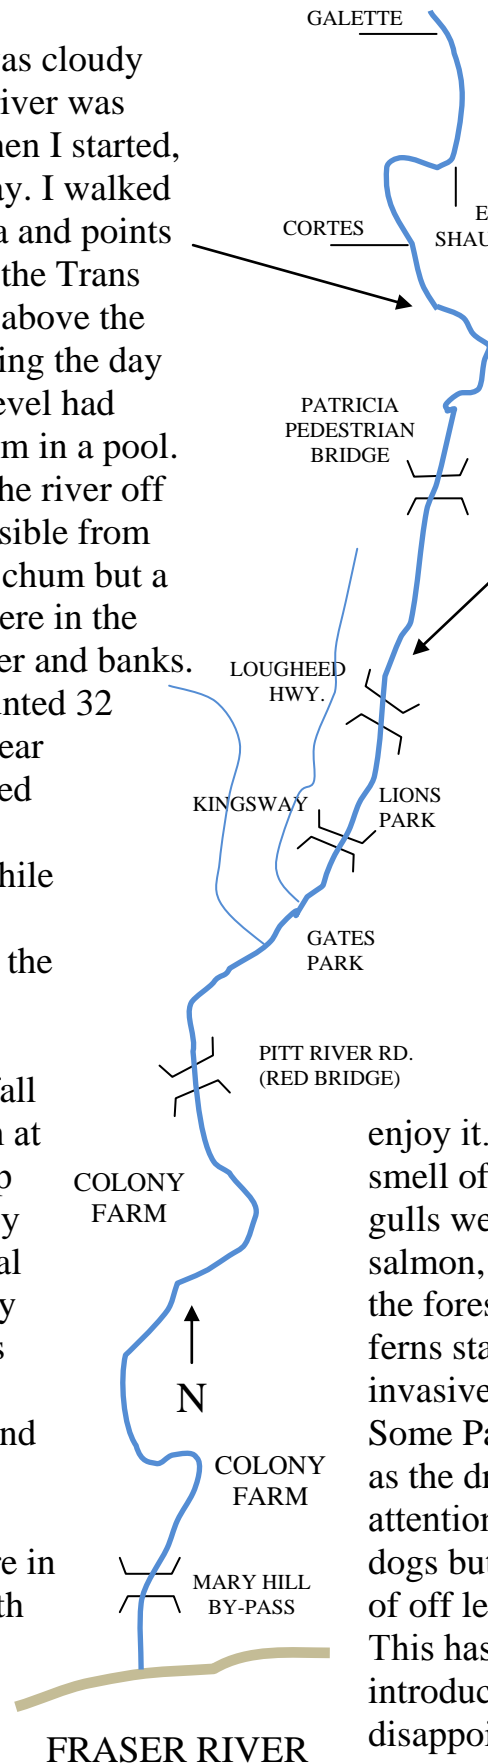 as cloudy
iver was
hen I started,
ay. I walked
a and points
the Trans
above the
ing the day
evel had
m in a pool.
he river off
sible from
chum but a
ere in the
er and banks.
nted 32
ear
ed
hile
the
fall
n at
p
y
al
y
s
nd
re in
th
GALETTE
E
SHAU
CORTES
PATRICIA
PEDESTRIAN
BRIDGE
LOUGHEED
HWY.
KINGSWAY
LIONS
PARK
GATES
PARK
PITT RIVER RD.
(RED BRIDGE)
COLONY
FARM
N
COLONY
FARM
MARY HILL
BY-PASS
FRASER RIVER
enjoy it.
smell of
gulls we
salmon,
the fores
ferns sta
invasive
Some Pa
as the dr
attention
dogs but
of off le
This has
introduc
disappoi